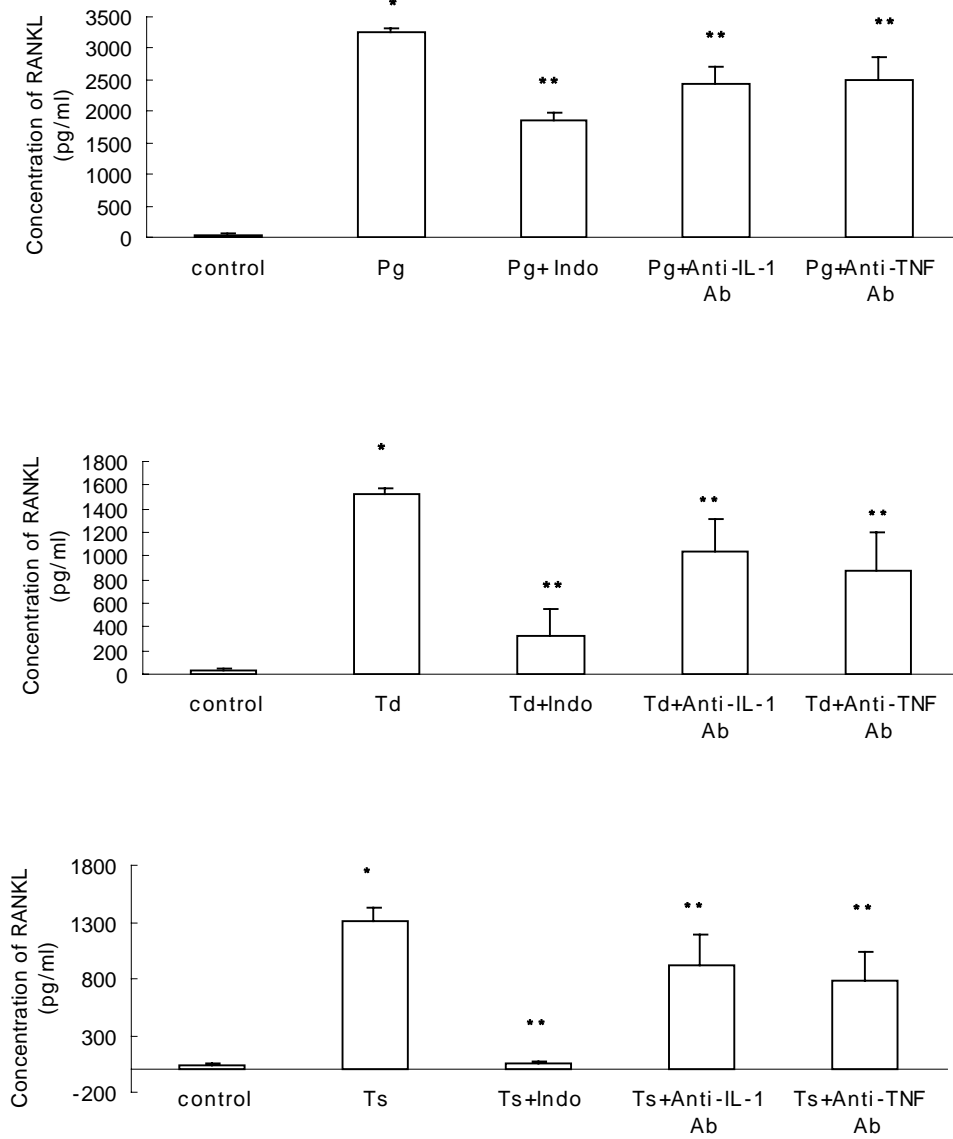 *
* *
* *
* *
3500
3000
2500
2000
1500
1000
500
0
Concentration of RANKL
(pg/ml)
control Pg Pg+Indo Pg+Anti-IL-1 Pg+Anti-TNF
Ab Ab
*
* *
* *
* *
1800
1600
1400
1200
1000
800
600
400
200
0
Concentration of RANKL
(pg/ml)
control Td Td+Indo Td+Anti-IL-1 Td+Anti-TNF
Ab Ab
*
* *
* *
* *
1800
1300
800
300
-200
Concentration of RANKL
(pg/ml)
control Ts Ts+Indo Ts+Anti-IL-1 Ts+Anti-TNF
Ab Ab